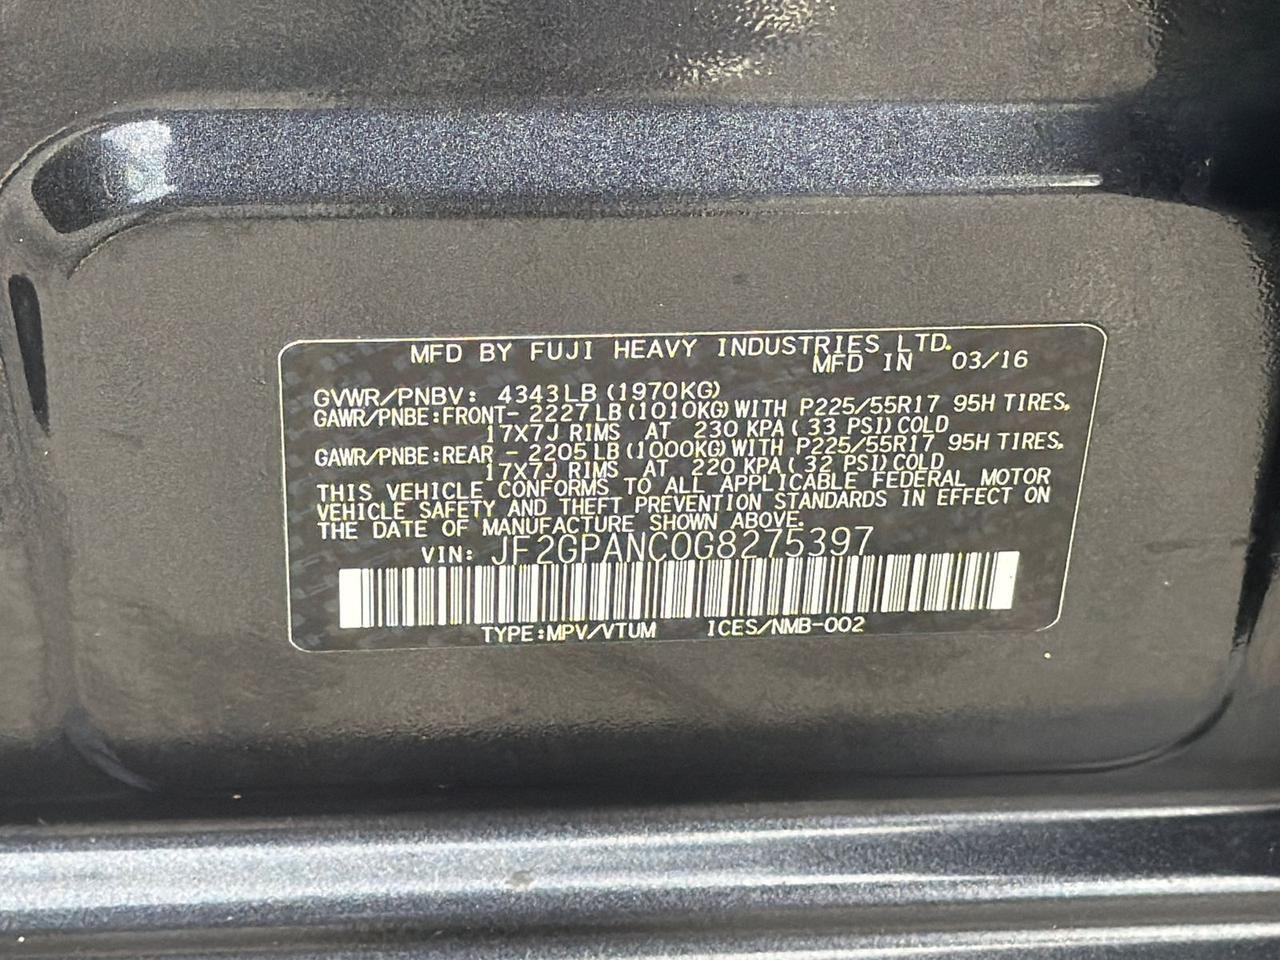 MFD BY FUJI HEAVY INDUSTRIES LTD.
MFD IN 03/16
GVWR/PNBV: 4343LB (1970KG)
GAWR/PNBE:FRONT- 2227LB(1010KG)WITH P225/55R17 95H TIRES,
17X7J RIMS AT 230 KPA( 33 PSI)COLD
GAWR/PNBE:REAR - 2205LB(1000KG)WITH P225/55R17 95H TIRES,
17X7J RIMS AT 220 KPA( 32 PSI)COLD
THIS VEHICLE CONFORMS TO ALL APPLICABLE FEDERAL MOTOR
VEHICLE SAFETY AND THEFT PREVENTION STANDARDS IN EFFECT ON
THE DATE OF MANUFACTURE SHOWN ABOVE.
VIN: JF2GPANC0G8275397
TYPE:MPV/VTUM ICES/NMB-002